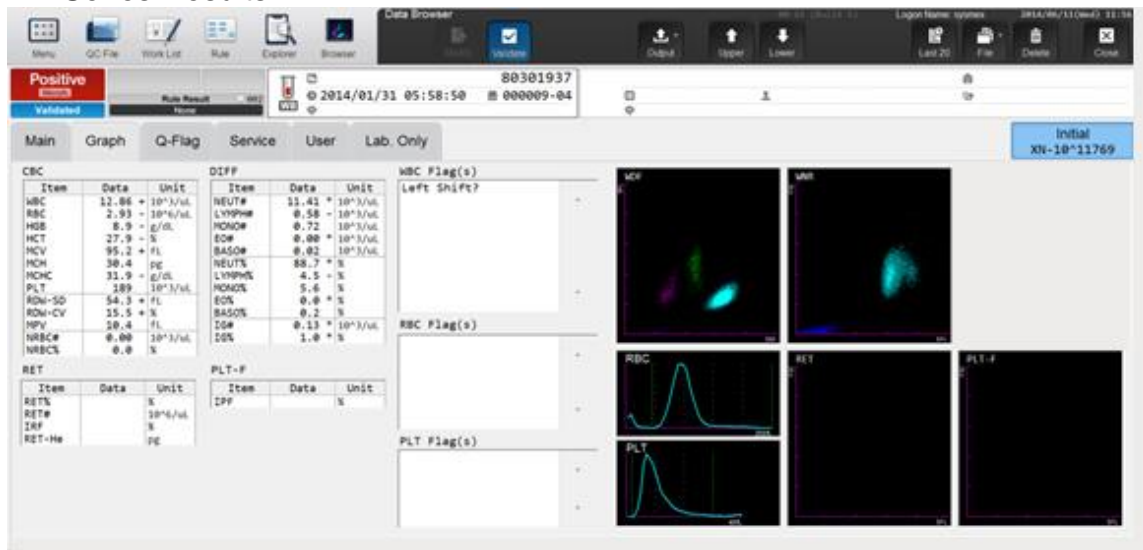 Data Browser
Logon Name: sysmex
Menu QC File Work List Rule Explorer Browser Validate Output Upper Lower Last 20 File Delete Close
Positive
Morph.
Validated
Rule Result
None
WB
80301937
2014/01/31 05:58:50 000009-04
Main Graph Q-Flag Service User Lab. Only
Initial
XN-10^11769
CBC
Item Data Unit
WBC 12.86 + 10^3/uL
RBC 2.93 - 10^6/uL
HGB 8.9 - g/dL
HCT 27.9 - %
MCV 95.2 + fL
MCH 30.4 pg
MCHC 31.9 - g/dL
PLT 189 10^3/uL
RDW-SD 54.3 + fL
RDW-CV 15.5 + %
MPV 10.4 fL
NRBC# 0.00 10^3/uL
NRBC% 0.0 %
DIFF
Item Data Unit
NEUT# 11.41 * 10^3/uL
LYMPH# 0.58 - 10^3/uL
MONO# 0.72 10^3/uL
EO# 0.00 * 10^3/uL
BASO# 0.02 10^3/uL
NEUT% 88.7 * %
LYMPH% 4.5 - %
MONO% 5.6 %
EO% 0.0 * %
BASO% 0.2 %
IG# 0.13 * 10^3/uL
IG% 1.0 * %
RET
Item Data Unit
RET% %
RET# 10^6/uL
IRF %
RET-He pg
PLT-F
Item Data Unit
IPF %
WBC Flag(s)
Left Shift?
RBC Flag(s)
PLT Flag(s)
WDF
WNR
RBC
RET
PLT-F
PLT